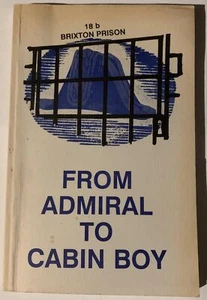 18 b
BRIXTON PRISON
FROM
ADMIRAL
TO
CABIN BOY